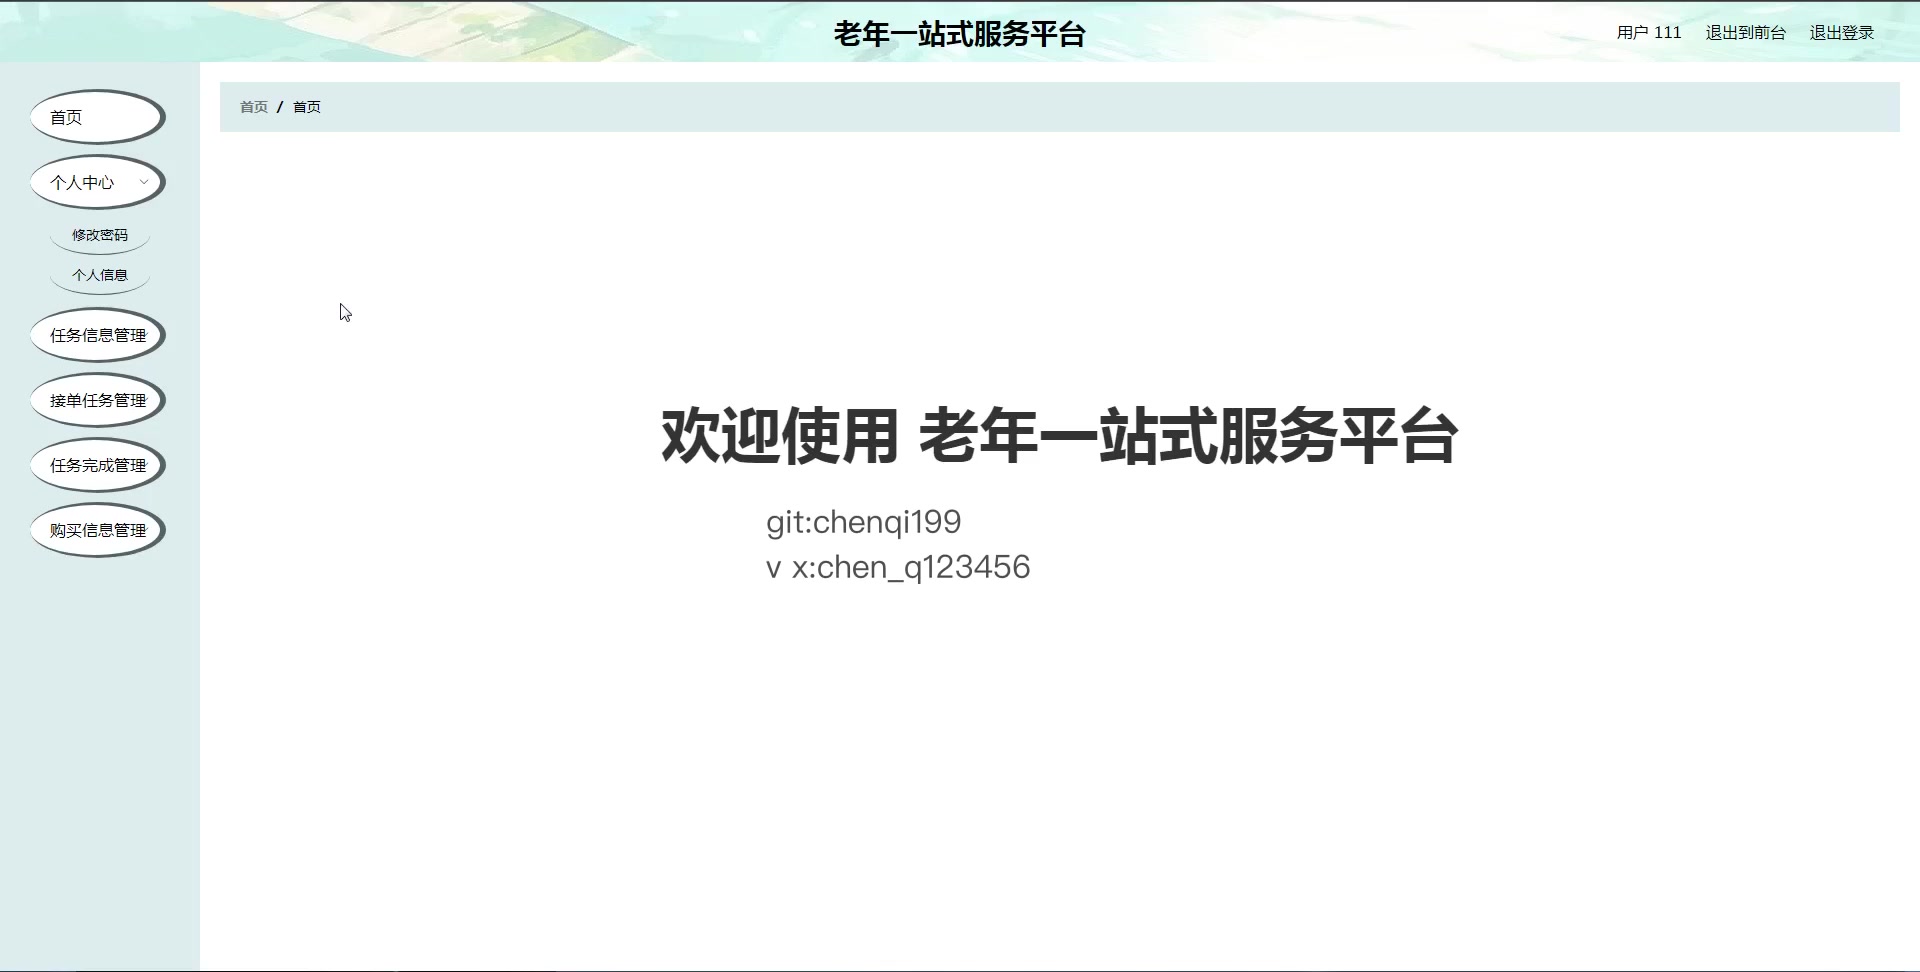 老年一站式服务平台
用户 111 退出到前台 退出登录
首页 / 首页
首页
个人中心
修改密码
个人信息
任务信息管理
接单任务管理
任务完成管理
购买信息管理
欢迎使用 老年一站式服务平台
git:chenqi199
v x:chen_q123456